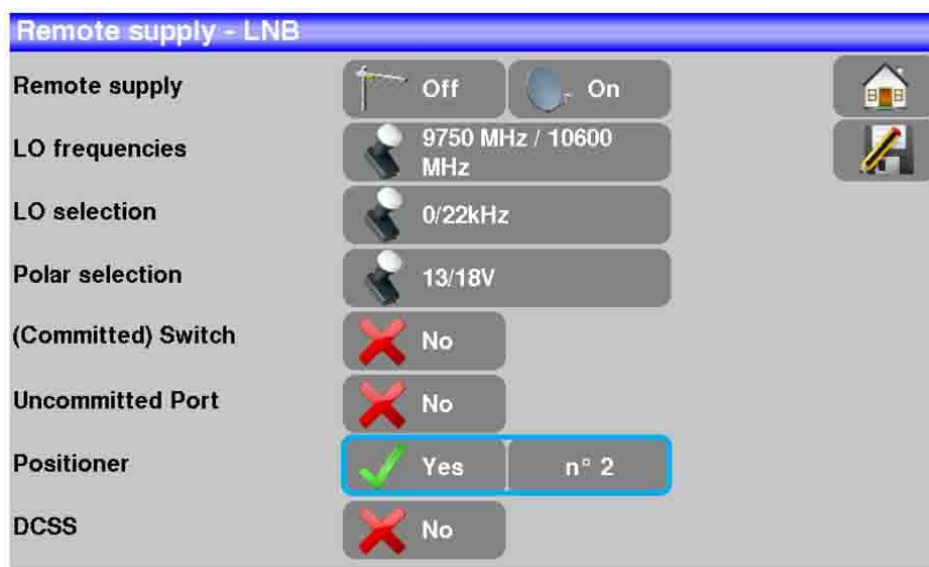 Remote supply - LNB
Remote supply Off On
LO frequencies 9750 MHz / 10600
MHz
LO selection 0/22kHz
Polar selection 13/18V
(Committed) Switch No
Uncommitted Port No
Positioner Yes n° 2
DCSS No